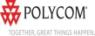 POLYCOM®
TOGETHER, GREAT THINGS HAPPEN.